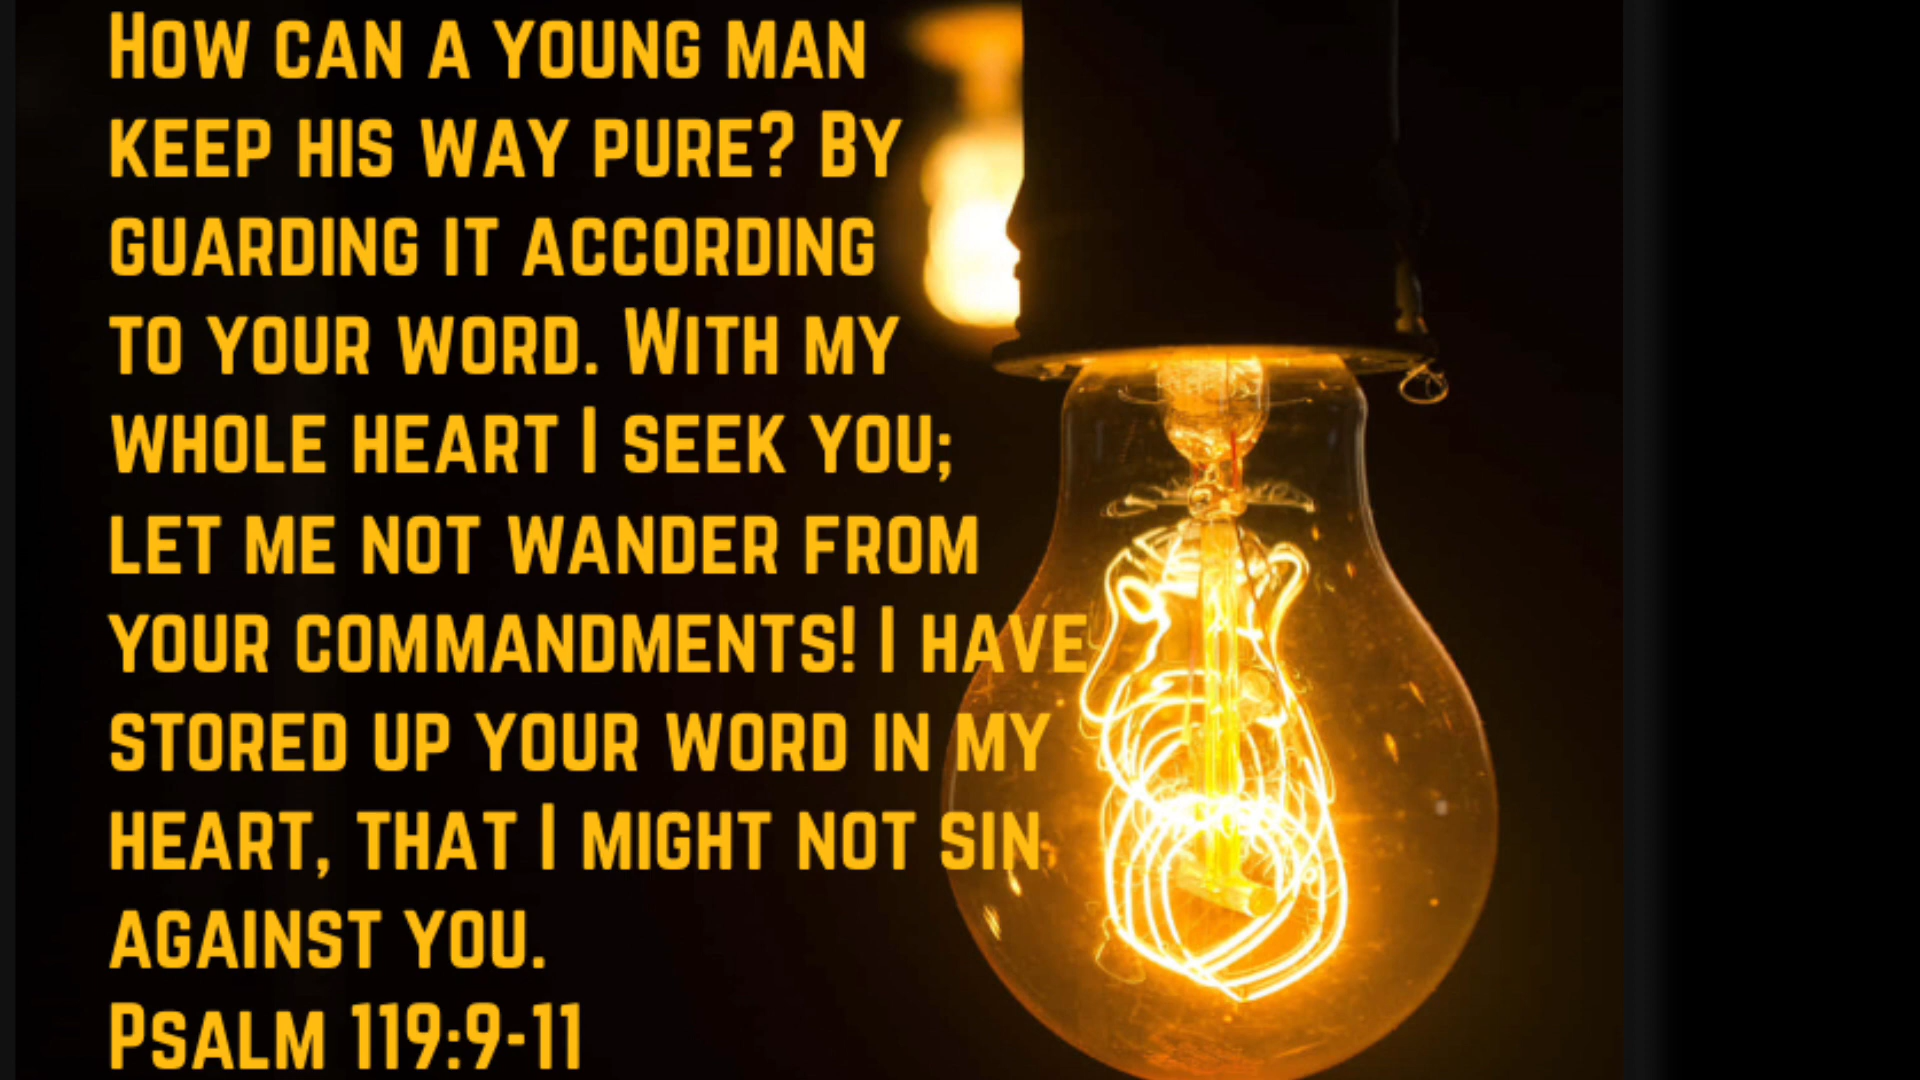 How can a young man
keep his way pure? By
guarding it according
to your word. With my
whole heart I seek you;
let me not wander from
your commandments! I have
stored up your word in my
heart, that I might not sin
against you.
Psalm 119:9-11